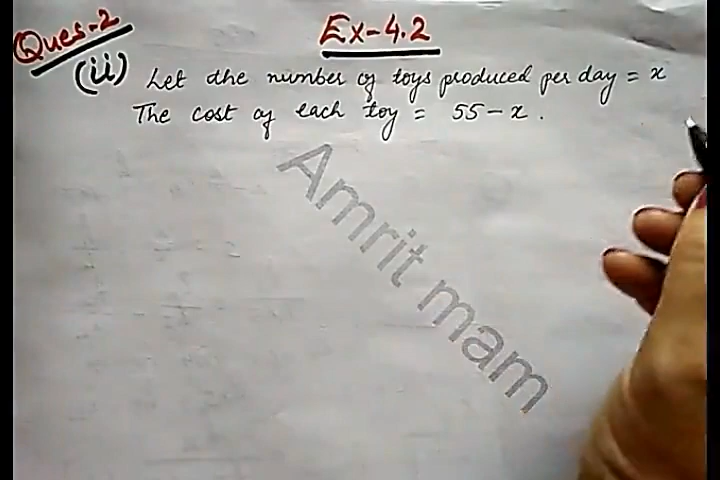 Ques-2
Ex-4.2
(ii) Let the number of toys produced per day = x
The cost of each toy = 55 - x.
Amrit mam